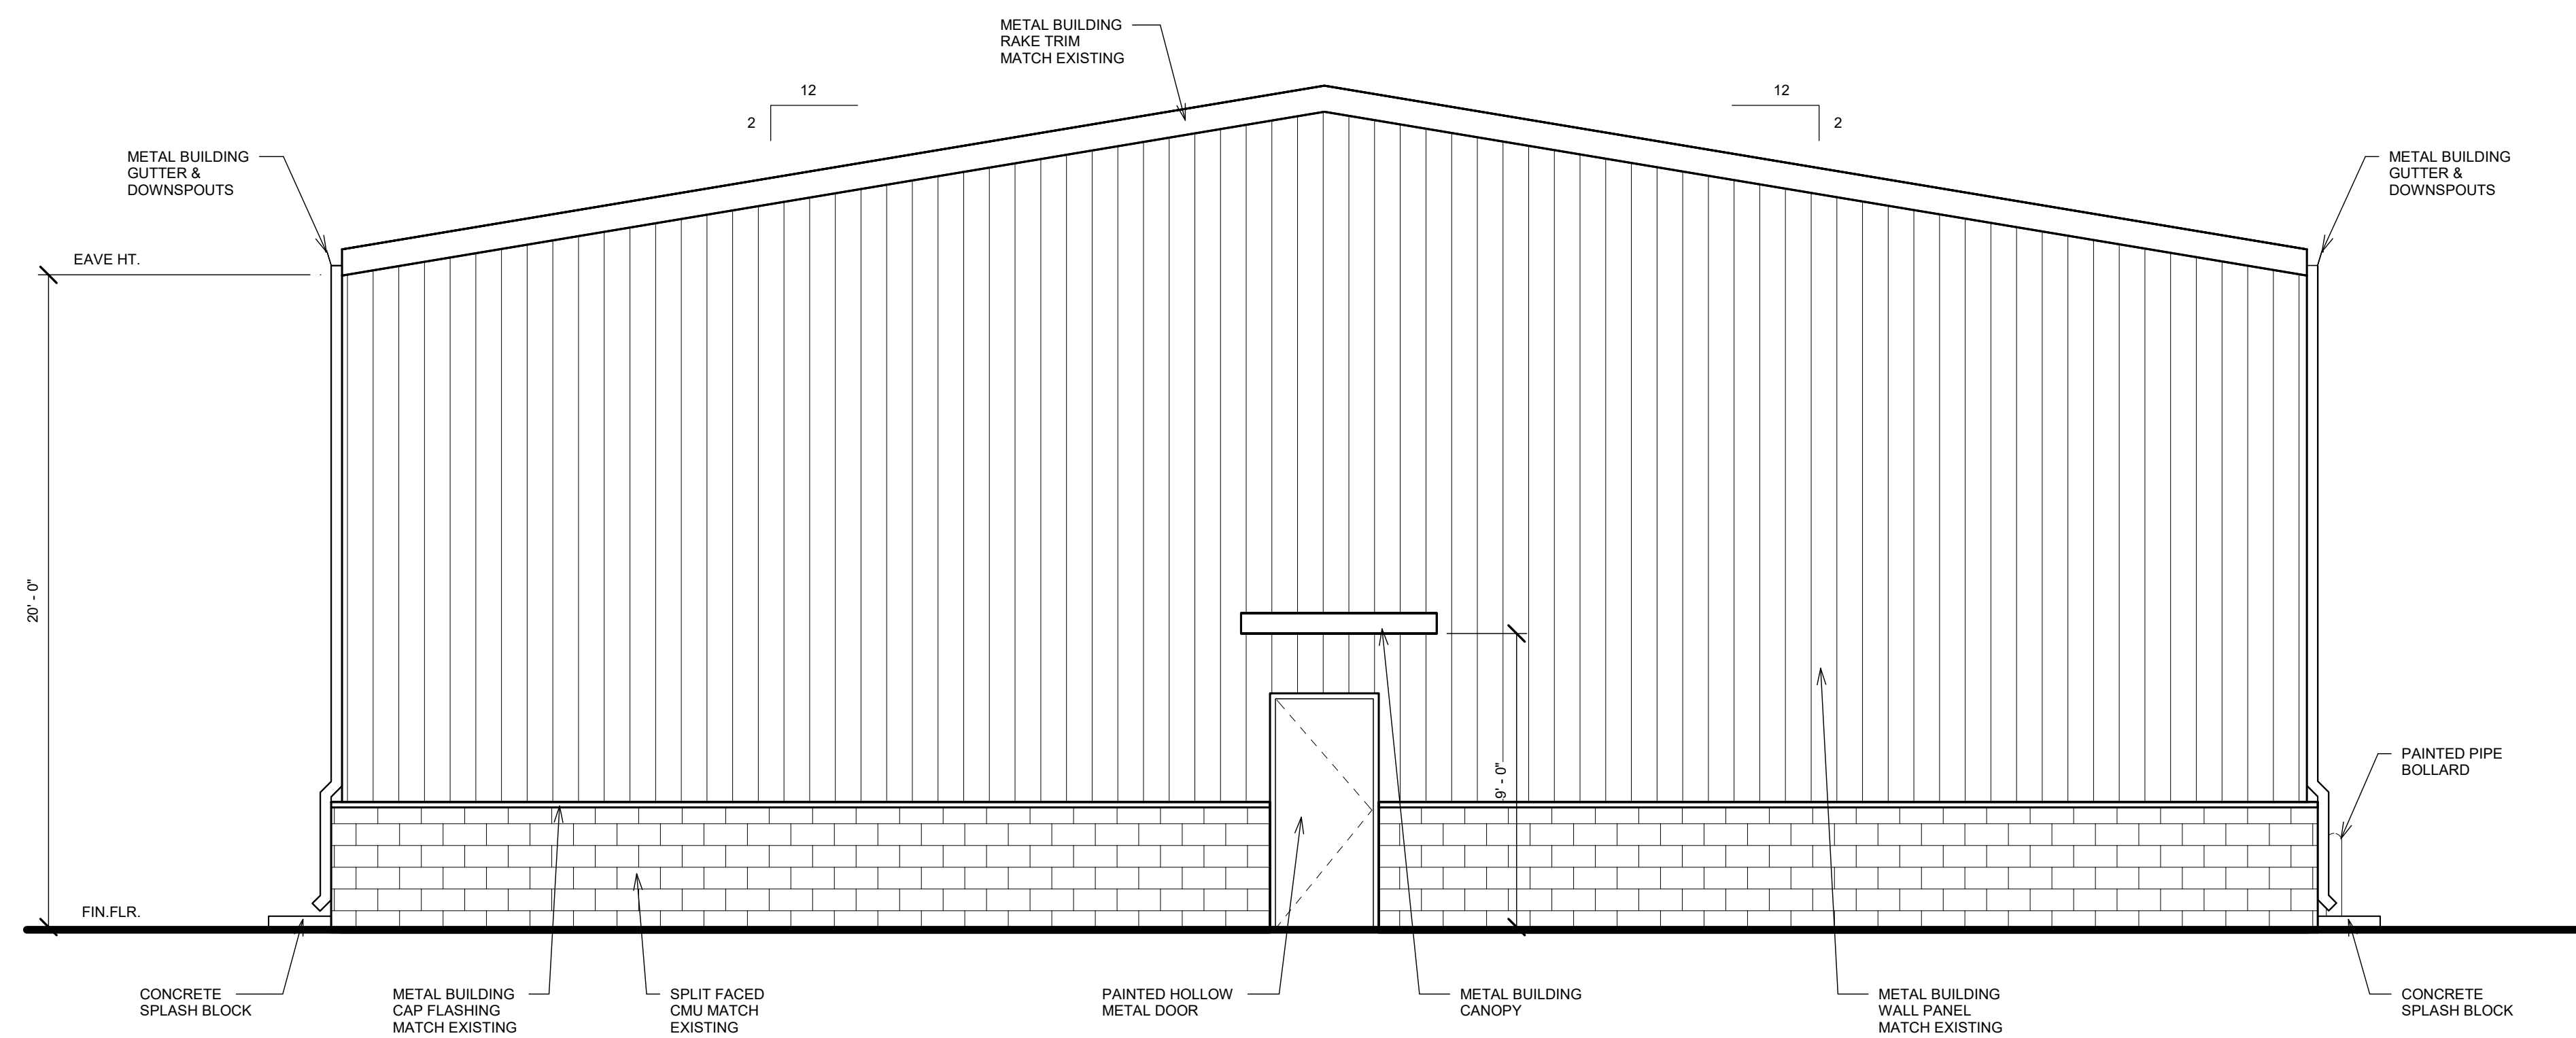 METAL BUILDING
RAKE TRIM
MATCH EXISTING
12
2
12
2
METAL BUILDING
GUTTER &
DOWNSPOUTS
METAL BUILDING
GUTTER &
DOWNSPOUTS
EAVE HT.
20' - 0"
9' - 0"
PAINTED PIPE
BOLLARD
FIN.FLR.
CONCRETE
SPLASH BLOCK
METAL BUILDING
CAP FLASHING
MATCH EXISTING
SPLIT FACED
CMU MATCH
EXISTING
PAINTED HOLLOW
METAL DOOR
METAL BUILDING
CANOPY
METAL BUILDING
WALL PANEL
MATCH EXISTING
CONCRETE
SPLASH BLOCK